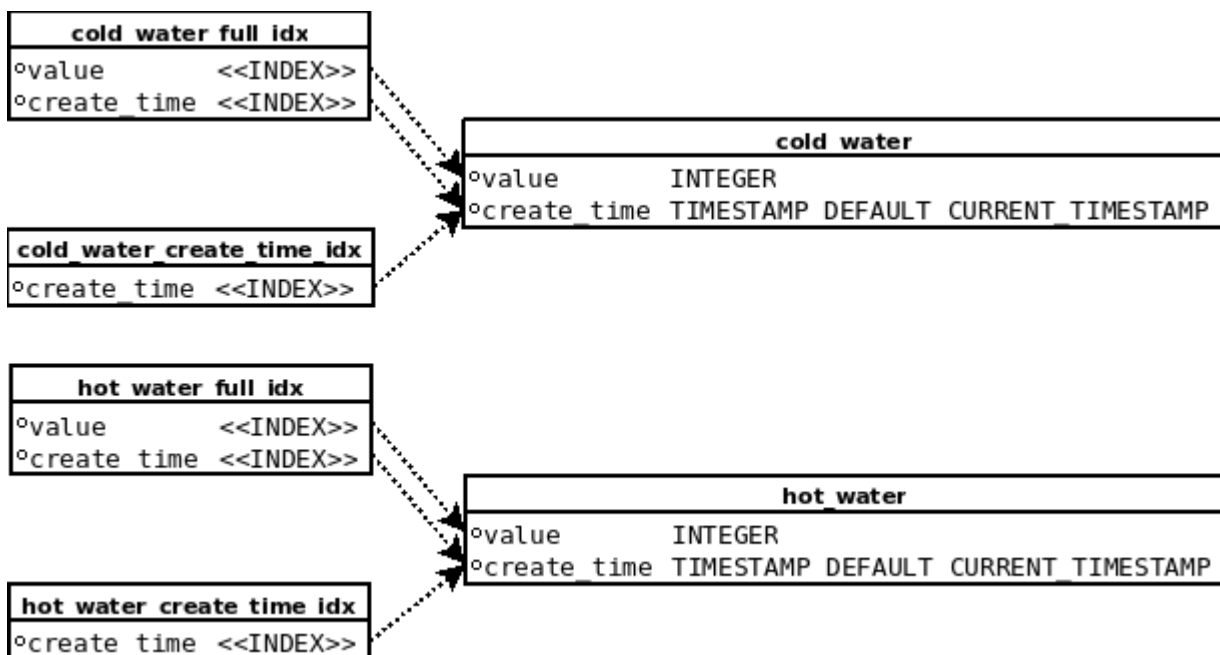 cold_water_full_idx
value <<INDEX>>
create_time <<INDEX>>
cold_water
value INTEGER
create_time TIMESTAMP DEFAULT CURRENT_TIMESTAMP
cold_water_create_time_idx
create_time <<INDEX>>
hot_water_full_idx
value <<INDEX>>
create_time <<INDEX>>
hot_water
value INTEGER
create_time TIMESTAMP DEFAULT CURRENT_TIMESTAMP
hot_water_create_time_idx
create_time <<INDEX>>